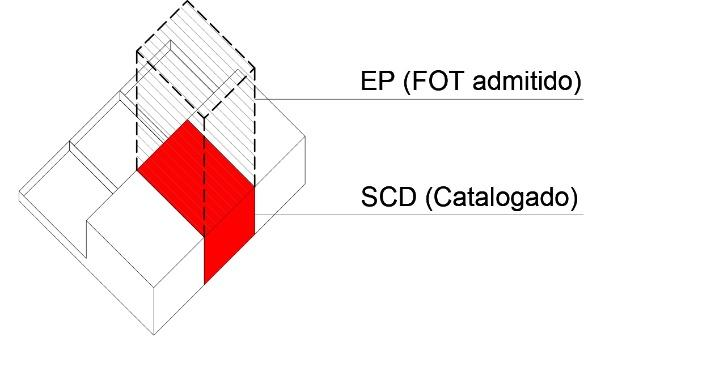 EP (FOT admitido)
SCD (Catalogado)